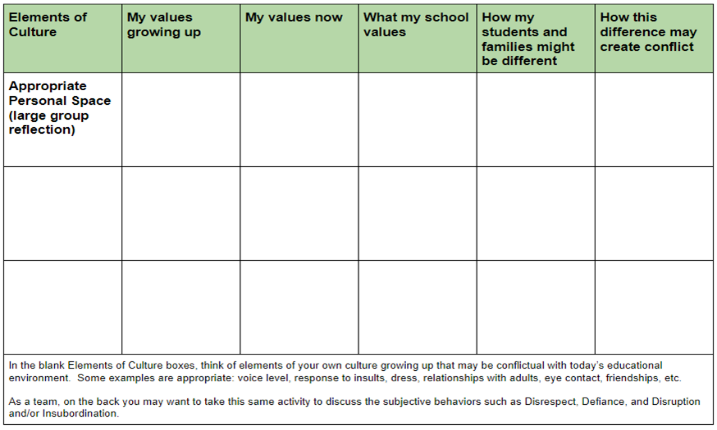 Elements of Culture
My values growing up
My values now
What my school values
How my students and families might be different
How this difference may create conflict
Appropriate
Personal Space
(large group
reflection)
In the blank Elements of Culture boxes, think of elements of your own culture growing up that may be conflictual with today's educational
environment. Some examples are appropriate: voice level, response to insults, dress, relationships with adults, eye contact, friendships, etc.
As a team, on the back you may want to take this same activity to discuss the subjective behaviors such as Disrespect, Defiance, and Disruption
and/or Insubordination.